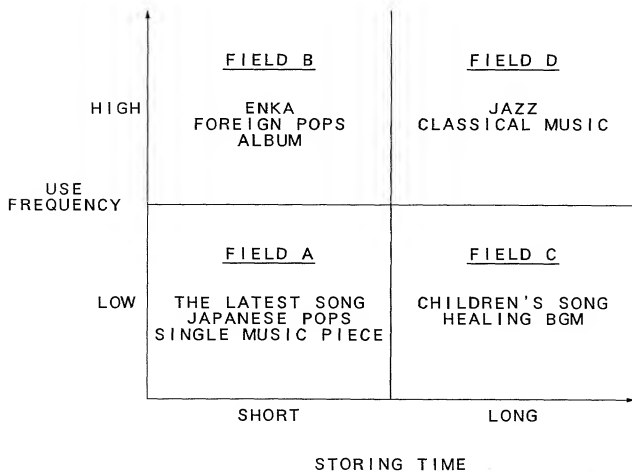 FIELD B
FIELD D
HIGH
ENKA
FOREIGN POPS
ALBUM
JAZZ
CLASSICAL MUSIC
USE
FREQUENCY
FIELD A
FIELD C
LOW
THE LATEST SONG
JAPANESE POPS
SINGLE MUSIC PIECE
CHILDREN'S SONG
HEALING BGM
SHORT
LONG
STORING TIME